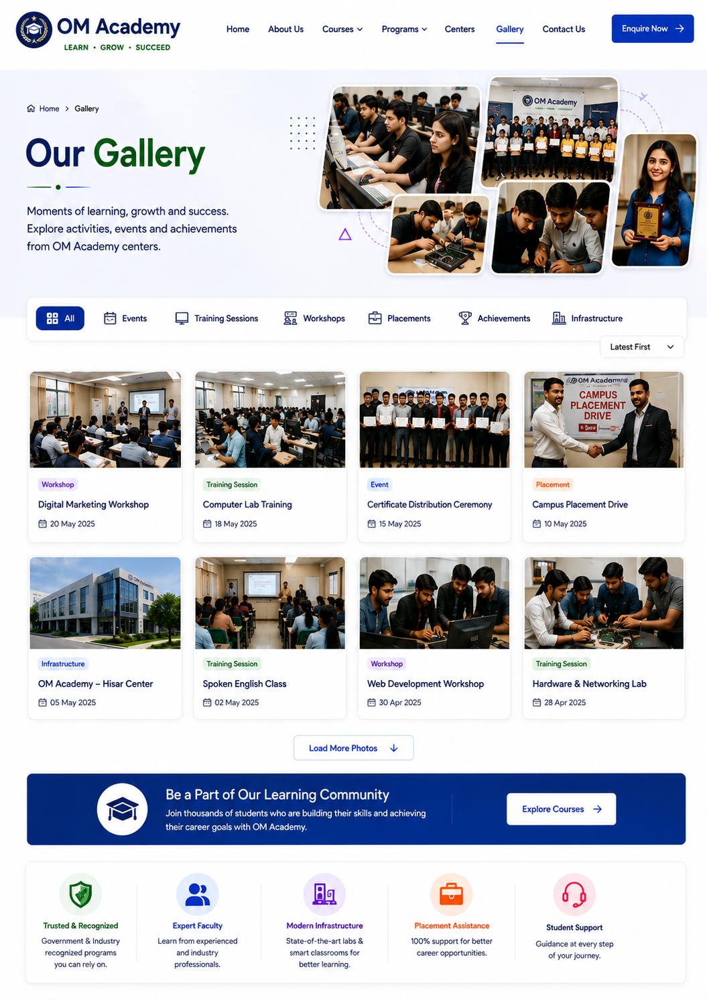 OM Academy
LEARN • GROW • SUCCEED
Home
About Us
Courses
Programs
Centers
Gallery
Contact Us
Enquire Now
Home > Gallery
Our Gallery
Moments of learning, growth and success.
Explore activities, events and achievements
from OM Academy centers.
OM Academy
All
Events
Training Sessions
Workshops
Placements
Achievements
Infrastructure
Latest First
OM Academy
CAMPUS
PLACEMENT
DRIVE
Workshop
Digital Marketing Workshop
20 May 2025
Training Session
Computer Lab Training
18 May 2025
Event
Certificate Distribution Ceremony
15 May 2025
Placement
Campus Placement Drive
10 May 2025
OM Academy
Infrastructure
OM Academy – Hisar Center
05 May 2025
Training Session
Spoken English Class
02 May 2025
Workshop
Web Development Workshop
30 Apr 2025
Training Session
Hardware & Networking Lab
28 Apr 2025
Load More Photos
Be a Part of Our Learning Community
Join thousands of students who are building their skills and achieving
their career goals with OM Academy.
Explore Courses
Trusted & Recognized
Government & Industry
recognized programs
you can rely on.
Expert Faculty
Learn from experienced
and industry
professionals.
Modern Infrastructure
State-of-the-art labs &
smart classrooms for
better learning.
Placement Assistance
100% support for better
career opportunities.
Student Support
Guidance at every step
of your journey.